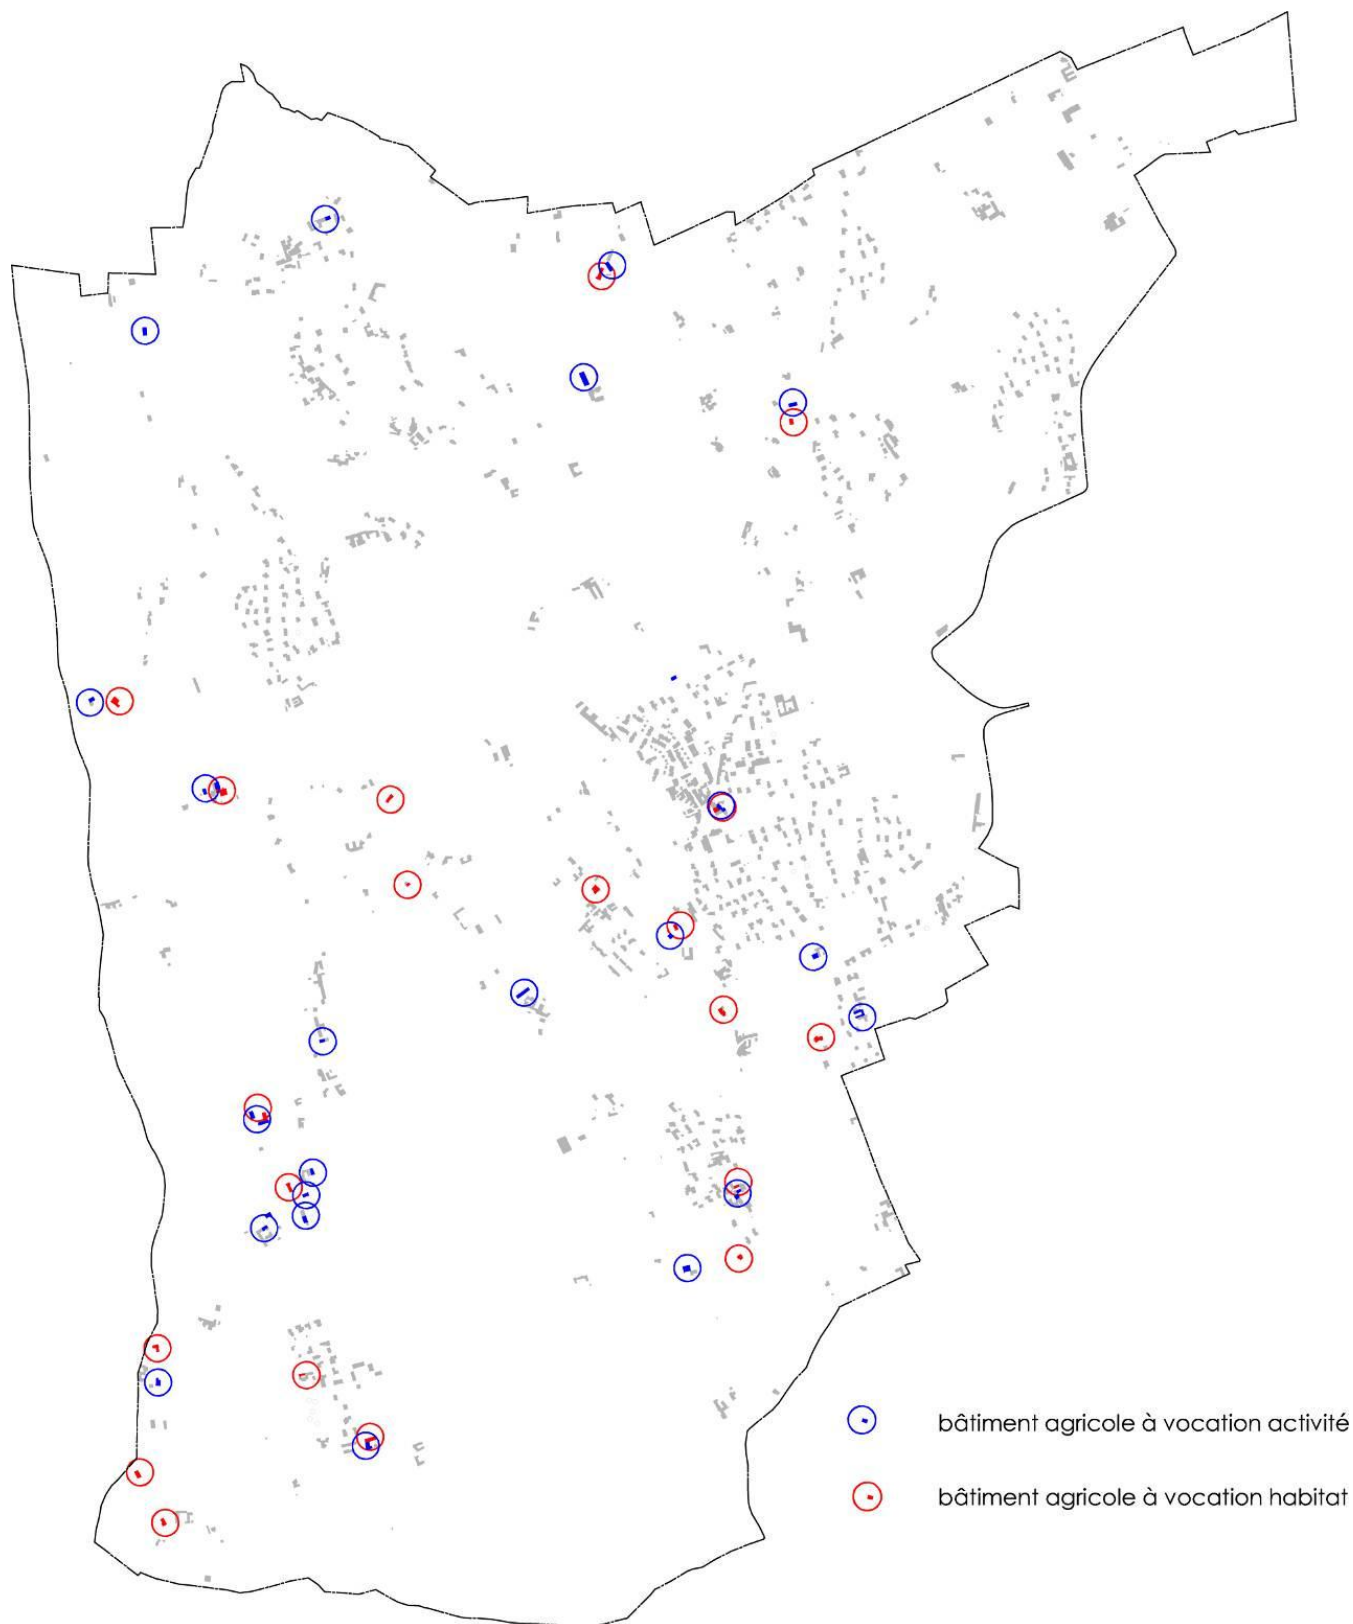 bâtiment agricole à vocation activité
bâtiment agricole à vocation habitat